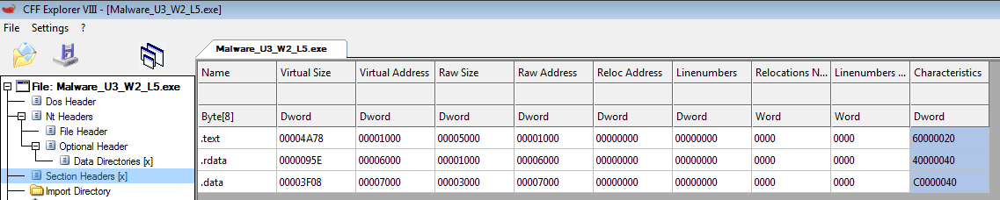 CFF Explorer VIII - [Malware_U3_W2_L5.exe]
File Settings ?
Malware_U3_W2_L5.exe
File: Malware_U3_W2_L5.exe
Dos Header
Nt Headers
File Header
Optional Header
Data Directories [x]
Section Headers [x]
Import Directory
Name Virtual Size Virtual Address Raw Size Raw Address Reloc Address Linenumbers Relocations N... Linenumbers ... Characteristics
Byte[8] Dword Dword Dword Dword Dword Dword Word Word Dword
.text 00004A78 00001000 00005000 00001000 00000000 00000000 0000 0000 60000020
.rdata 0000095E 00006000 00001000 00006000 00000000 00000000 0000 0000 40000040
.data 00003F08 00007000 00003000 00007000 00000000 00000000 0000 0000 C0000040